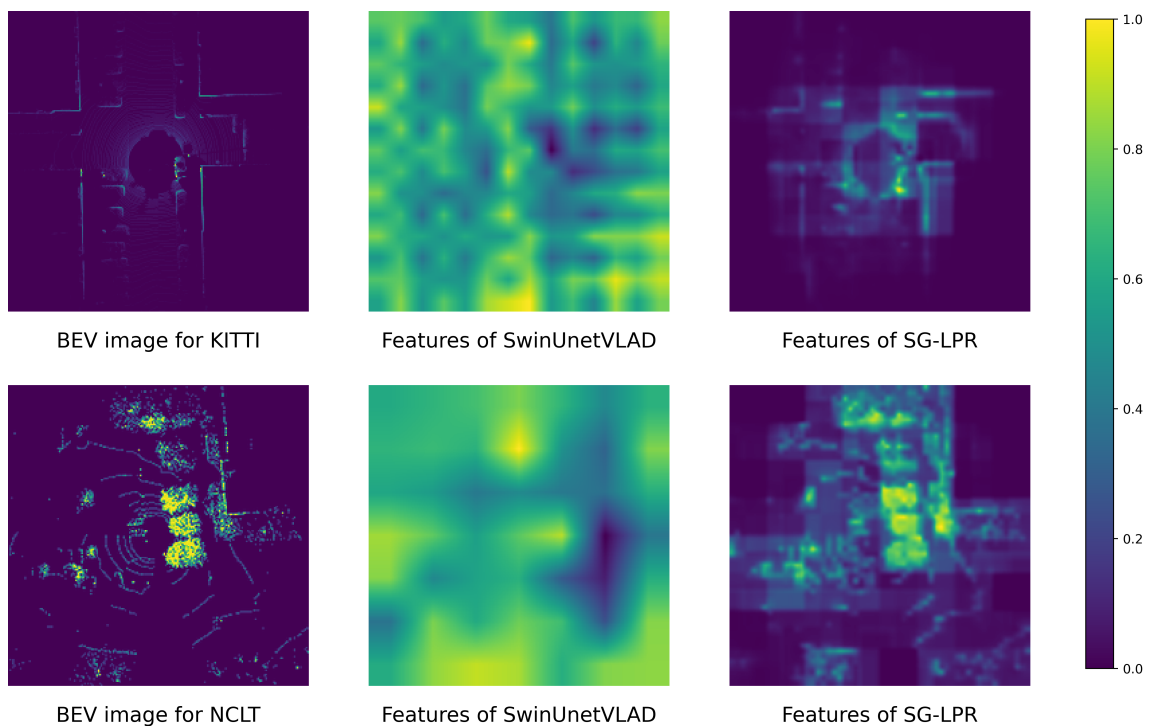 BEV image for KITTI
Features of SwinUnetVLAD
Features of SG-LPR
BEV image for NCLT
Features of SwinUnetVLAD
Features of SG-LPR
1.0
0.8
0.6
0.4
0.2
0.0